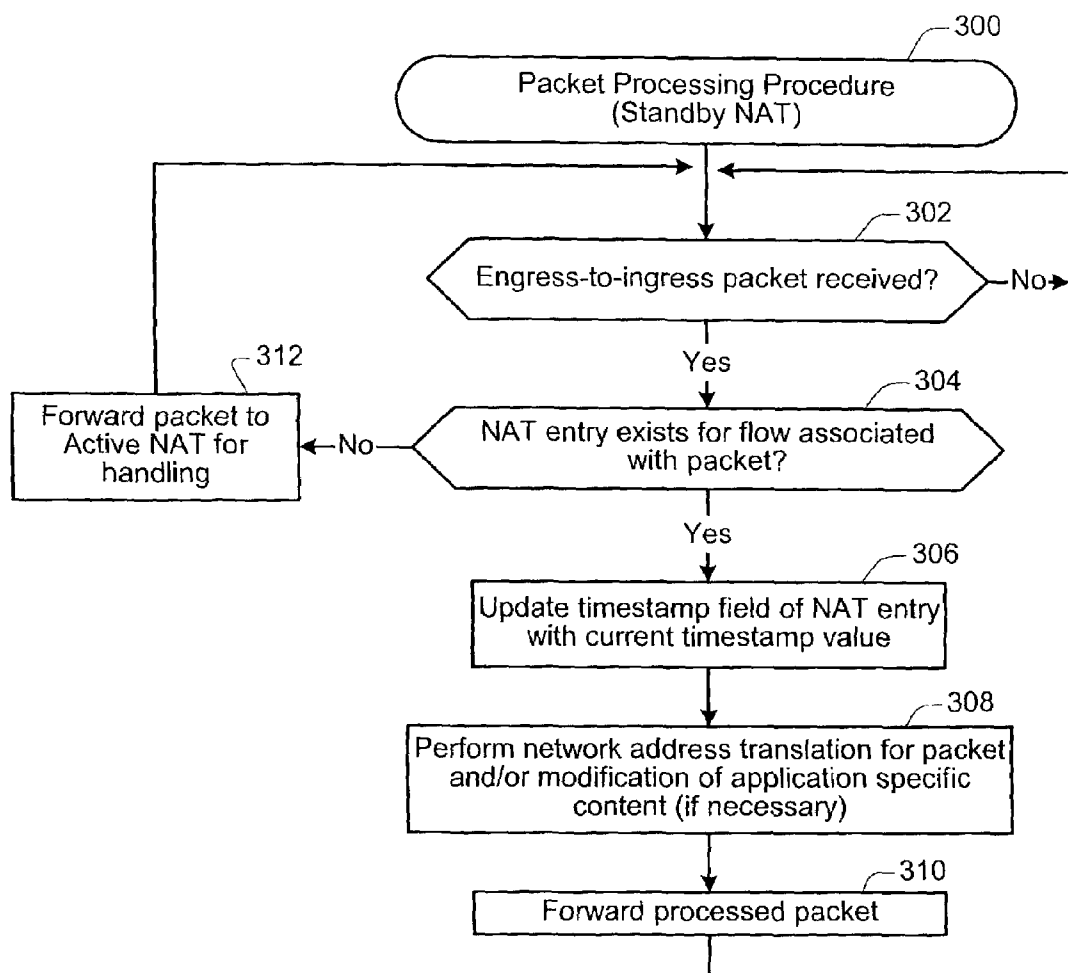 300
Packet Processing Procedure
(Standby NAT)
302
Engress-to-ingress packet received?
No
Yes
304
NAT entry exists for flow associated
with packet?
No
312
Forward packet to
Active NAT for
handling
Yes
306
Update timestamp field of NAT entry
with current timestamp value
308
Perform network address translation for packet
and/or modification of application specific
content (if necessary)
310
Forward processed packet